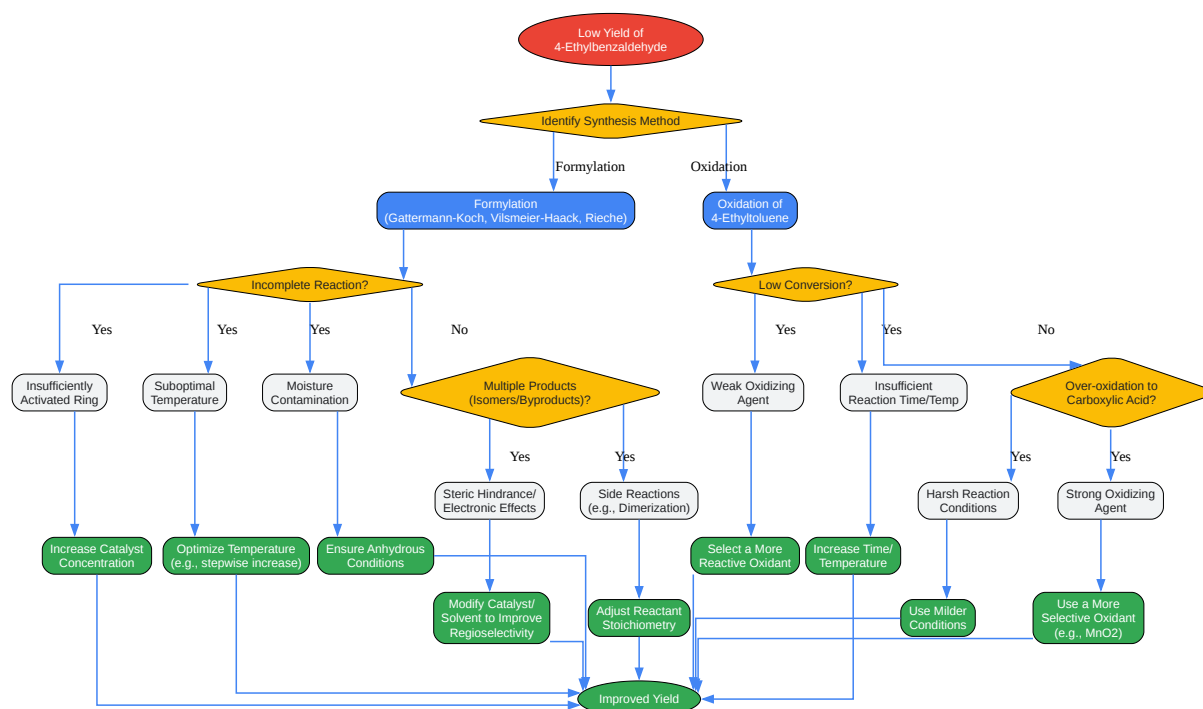 Low Yield of
4-Ethylbenzaldehyde
Identify Synthesis Method
Formylation
Oxidation
Formylation
(Gattermann-Koch, Vilsmeier-Haack, Rieche)
Oxidation of
4-Ethyltoluene
Incomplete Reaction?
Low Conversion?
Yes
Yes
Yes
No
Yes
Yes
No
Insufficiently
Activated Ring
Suboptimal
Temperature
Moisture
Contamination
Multiple Products
(Isomers/Byproducts)?
Weak Oxidizing
Agent
Insufficient
Reaction Time/Temp
Over-oxidation to
Carboxylic Acid?
Yes
Yes
Yes
Yes
Steric Hindrance/
Electronic Effects
Side Reactions
(e.g., Dimerization)
Harsh Reaction
Conditions
Strong Oxidizing
Agent
Increase Catalyst
Concentration
Optimize Temperature
(e.g., stepwise increase)
Ensure Anhydrous
Conditions
Select a More
Reactive Oxidant
Increase Time/
Temperature
Modify Catalyst/
Solvent to Improve
Regioselectivity
Adjust Reactant
Stoichiometry
Use Milder
Conditions
Use a More
Selective Oxidant
(e.g., MnO2)
Improved Yield